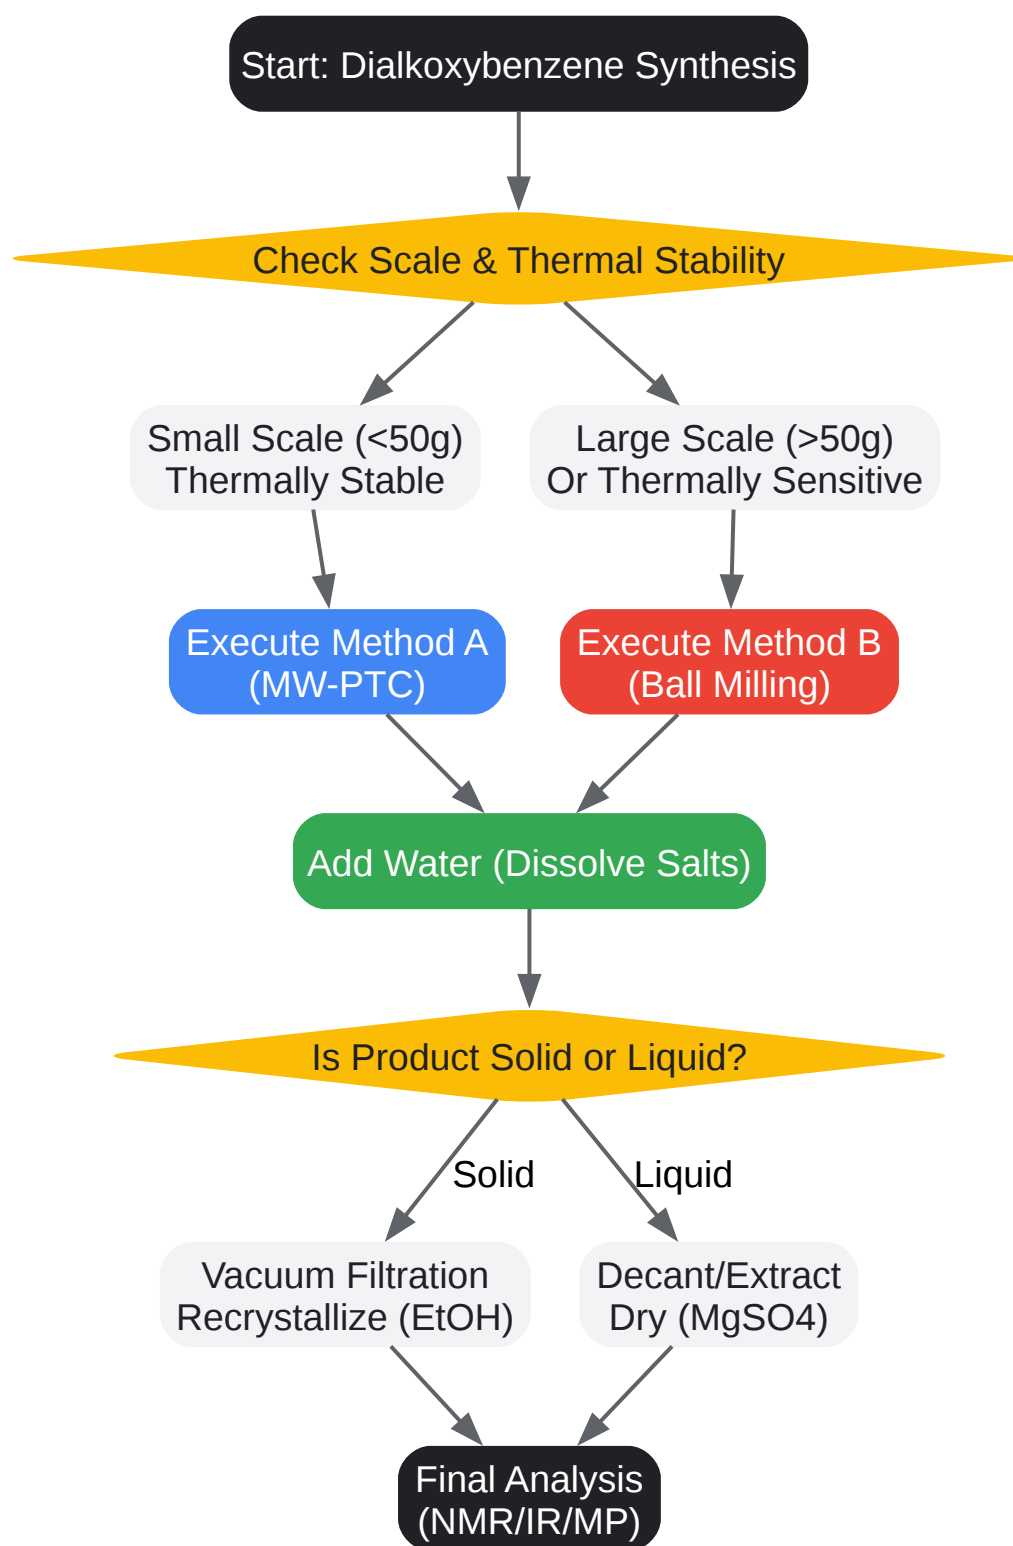 Start: Dialkoxybenzene Synthesis
Check Scale & Thermal Stability
Small Scale (<50g)
Thermally Stable
Large Scale (>50g)
Or Thermally Sensitive
Execute Method A
(MW-PTC)
Execute Method B
(Ball Milling)
Add Water (Dissolve Salts)
Is Product Solid or Liquid?
Solid
Liquid
Vacuum Filtration
Recrystallize (EtOH)
Decant/Extract
Dry (MgSO4)
Final Analysis
(NMR/IR/MP)